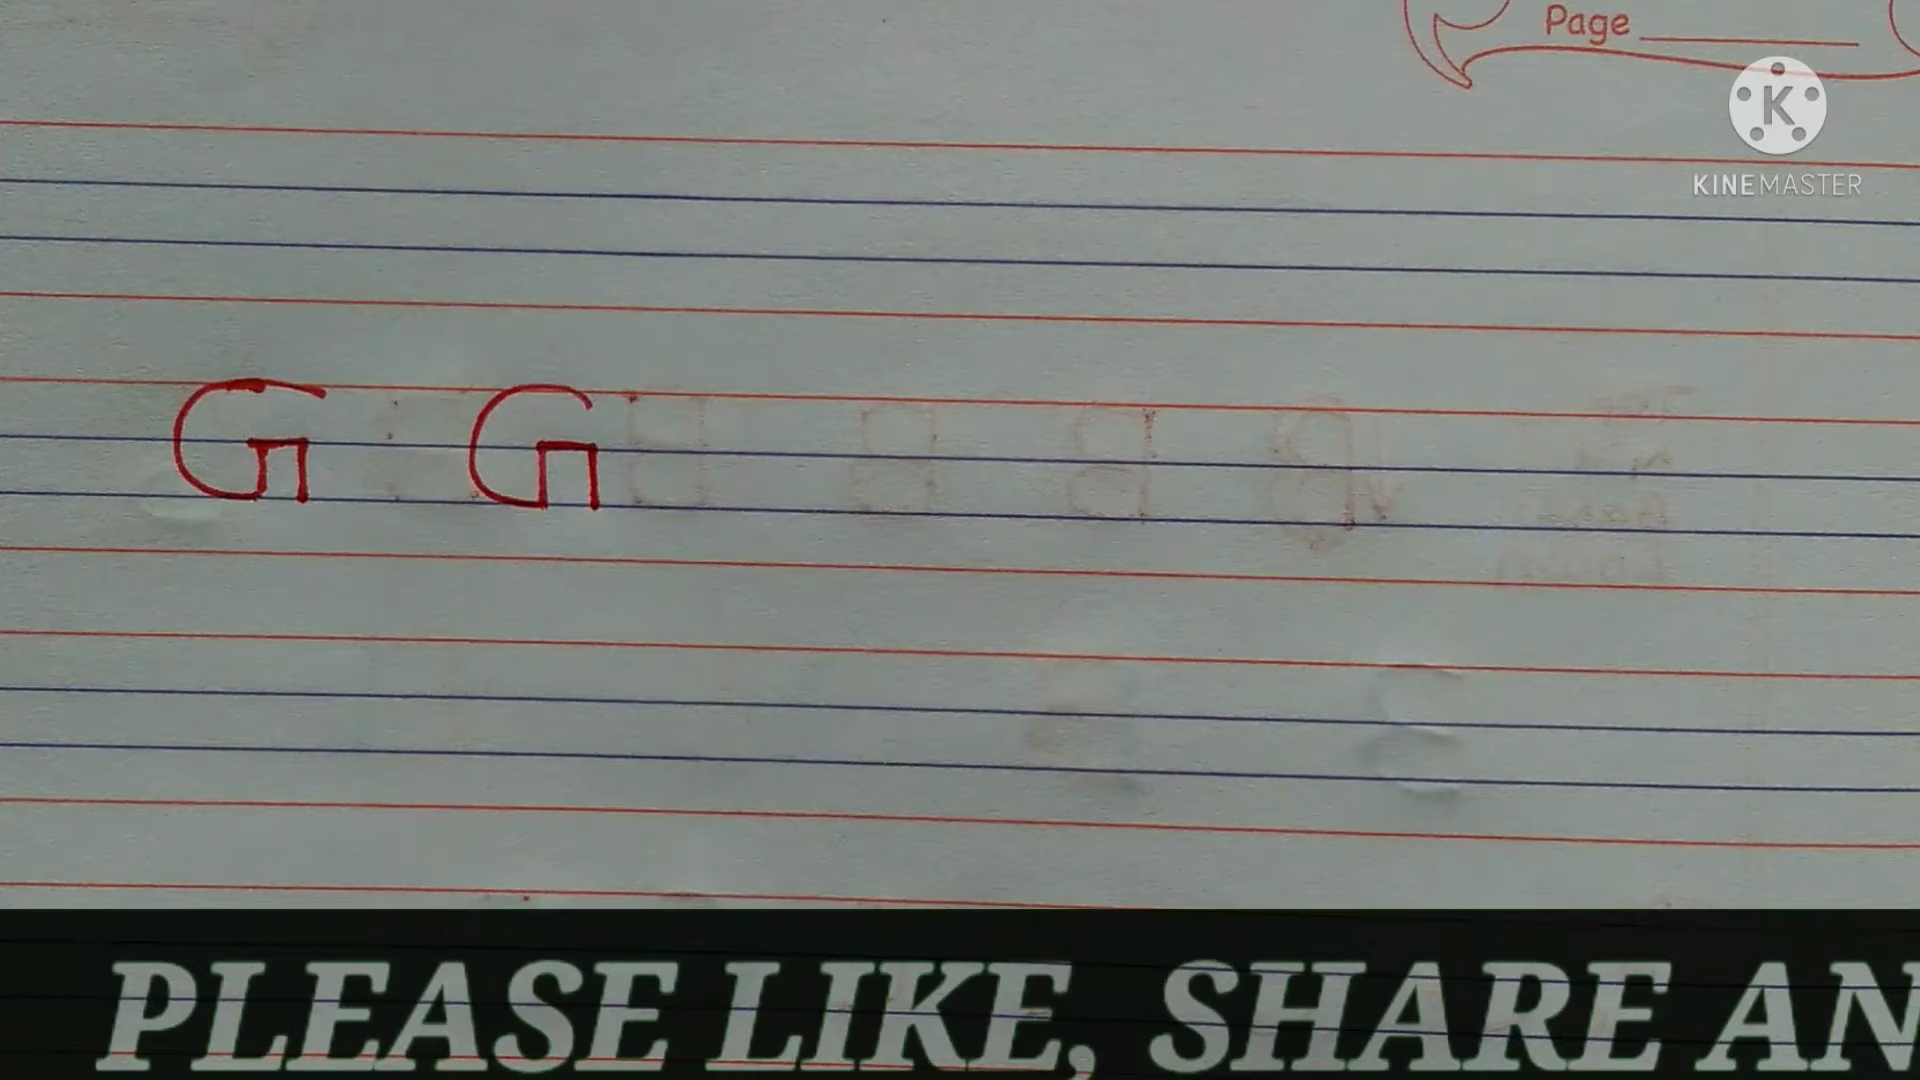 Page
KINEMASTER
G G
PLEASE LIKE, SHARE AN